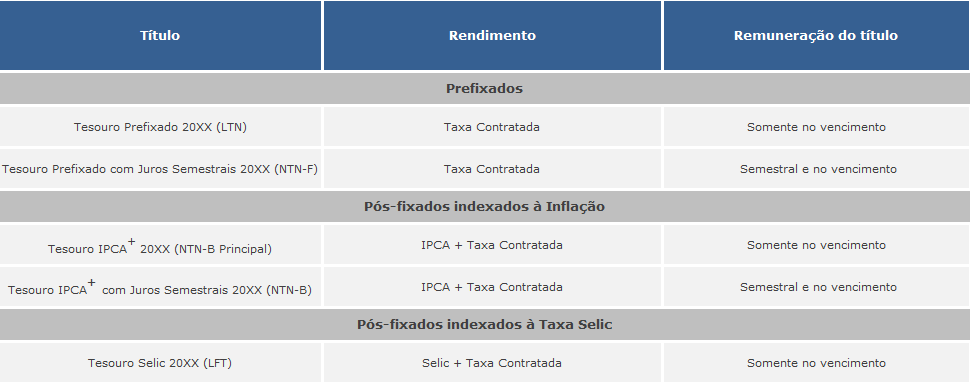 Título Rendimento Remuneração do título
Prefixados
Tesouro Prefixado 20XX (LTN) Taxa Contratada Somente no vencimento
Tesouro Prefixado com Juros Semestrais 20XX (NTN-F) Taxa Contratada Semestral e no vencimento
Pós-fixados indexados à Inflação
Tesouro IPCA+ 20XX (NTN-B Principal) IPCA + Taxa Contratada Somente no vencimento
Tesouro IPCA+ com Juros Semestrais 20XX (NTN-B) IPCA + Taxa Contratada Semestral e no vencimento
Pós-fixados indexados à Taxa Selic
Tesouro Selic 20XX (LFT) Selic + Taxa Contratada Somente no vencimento